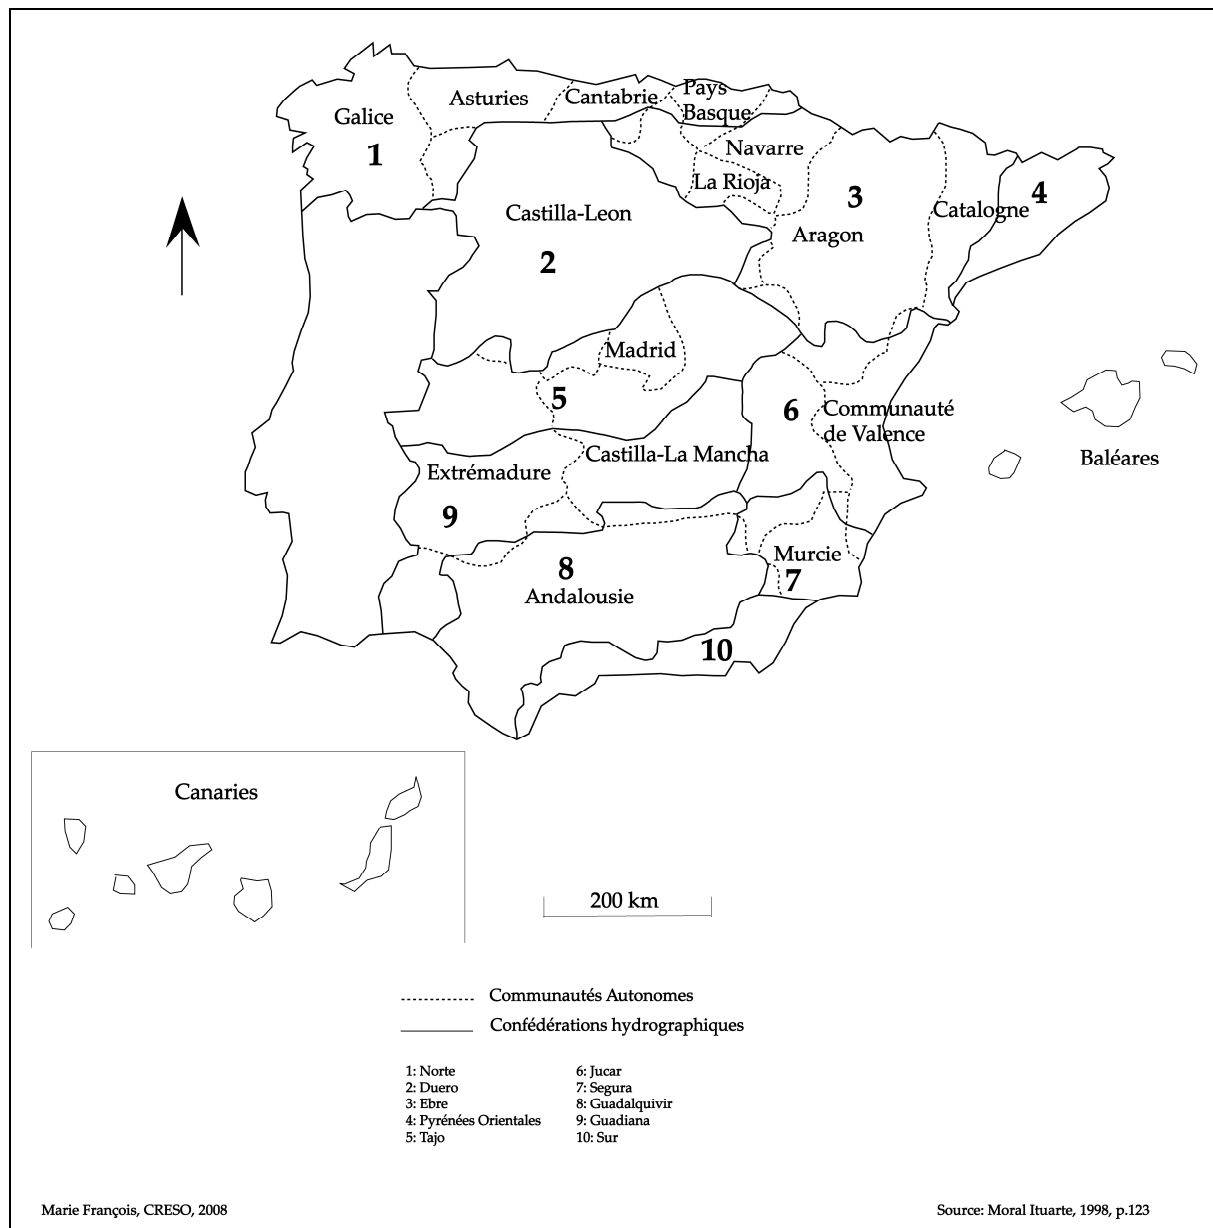 Pays
Basque
Asturies
Cantabrie
Galice
1
Navarre
La Rioja
3
4
Castilla-Leon
Catalogne
Aragon
2
Madrid
5
6
Communauté
de Valence
Castilla-La Mancha
Baléares
Extrémadure
9
Murcie
8
7
Andalousie
10
Canaries
200 km
Communautés Autonomes
Confédérations hydrographiques
1: Norte
2: Duero
3: Ebre
4: Pyrénées Orientales
5: Tajo
6: Jucar
7: Segura
8: Guadalquivir
9: Guadiana
10: Sur
Marie François, CRESO, 2008
Source: Moral Ituarte, 1998, p.123